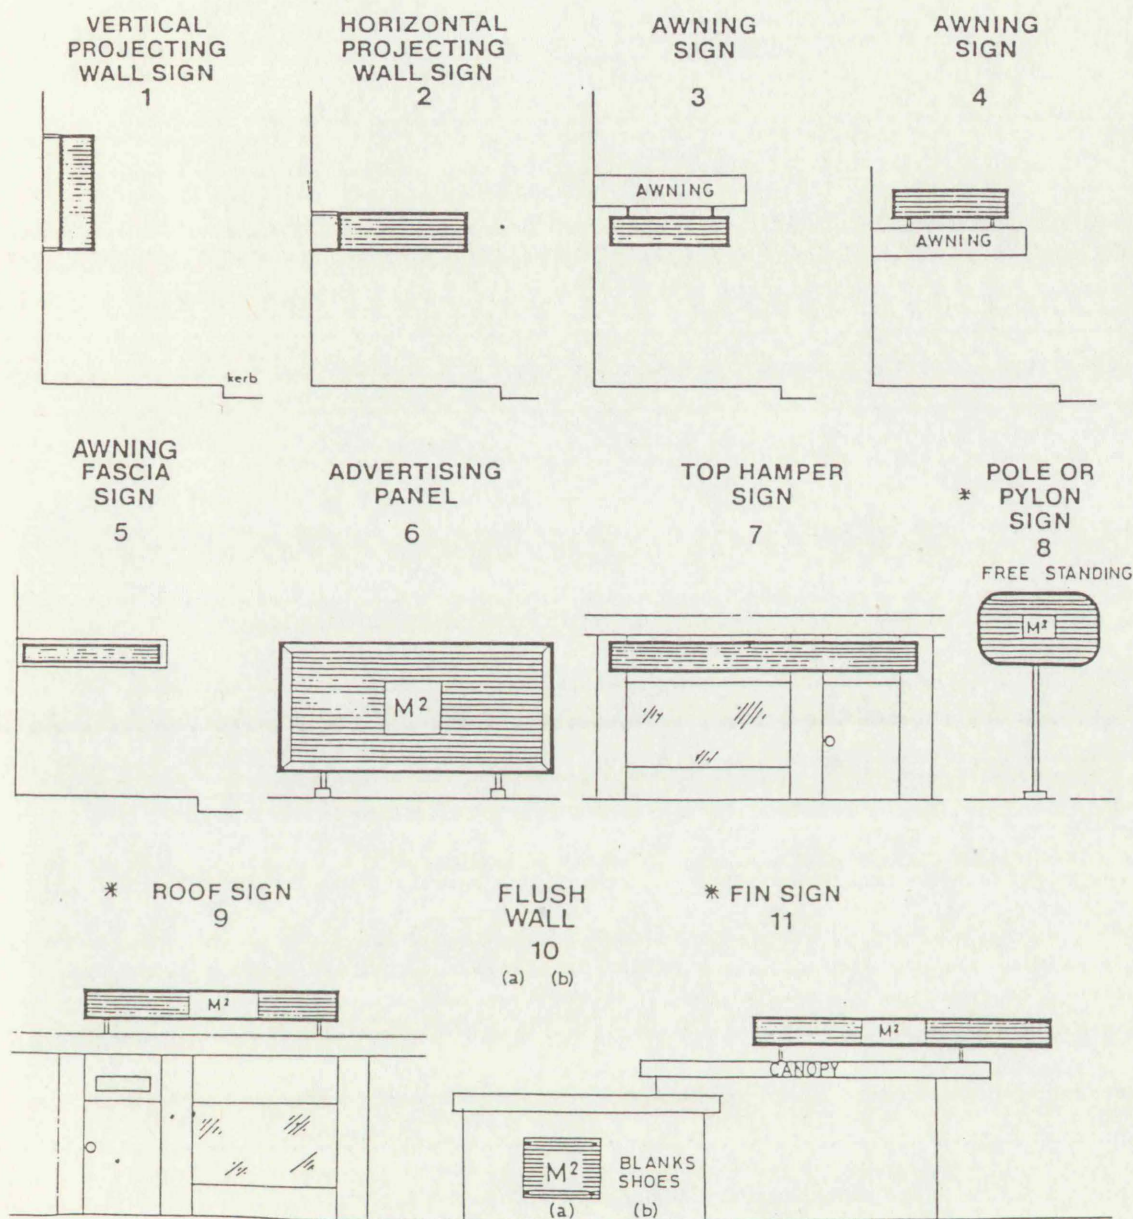 VERTICAL
PROJECTING
WALL SIGN
1
HORIZONTAL
PROJECTING
WALL SIGN
2
AWNING
SIGN
3
AWNING
SIGN
4
kerb
AWNING
AWNING
AWNING
FASCIA
SIGN
5
ADVERTISING
PANEL
6
M²
TOP HAMPER
SIGN
7
* POLE OR
PYLON
SIGN
8
FREE STANDING
M²
* ROOF SIGN
9
M²
FLUSH
WALL
10
(a) (b)
M²
BLANKS
SHOES
(a) (b)
* FIN SIGN
11
M²
CANOPY